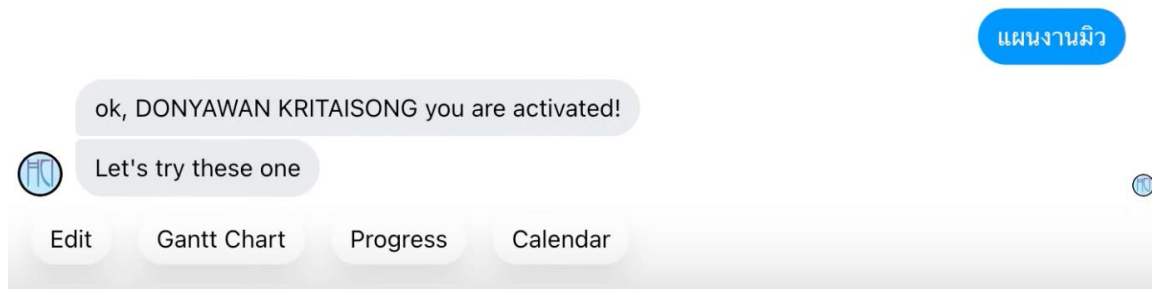 แผนงานมิว
ok, DONYAWAN KRITAISONG you are activated!
Let's try these one
HCI
Edit Gantt Chart Progress Calendar